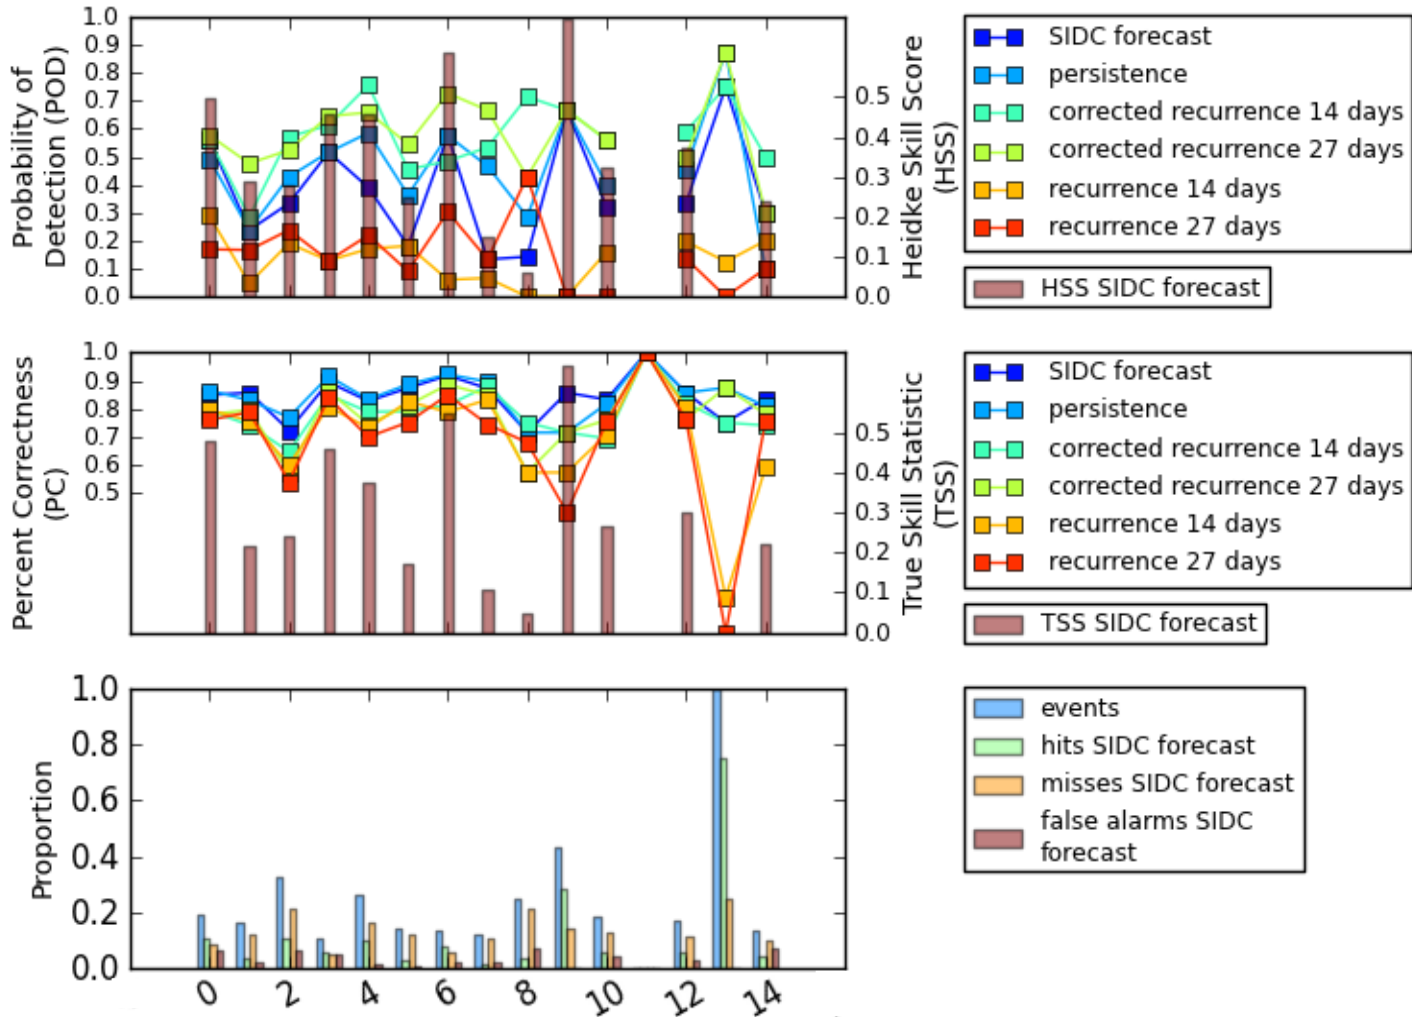 1.0
0.9
0.8
0.7
0.6
0.5
0.4
0.3
0.2
0.1
0.0
Probability of
Detection (POD)
0.5
0.4
0.3
0.2
0.1
0.0
Heidke Skill Score
(HSS)
SIDC forecast
persistence
corrected recurrence 14 days
corrected recurrence 27 days
recurrence 14 days
recurrence 27 days
HSS SIDC forecast
1.0
0.9
0.8
0.7
0.6
0.5
Percent Correctness
(PC)
0.5
0.4
0.3
0.2
0.1
0.0
True Skill Statistic
(TSS)
SIDC forecast
persistence
corrected recurrence 14 days
corrected recurrence 27 days
recurrence 14 days
recurrence 27 days
TSS SIDC forecast
1.0
0.8
0.6
0.4
0.2
0.0
Proportion
0
2
4
6
8
10
12
14
events
hits SIDC forecast
misses SIDC forecast
false alarms SIDC
forecast